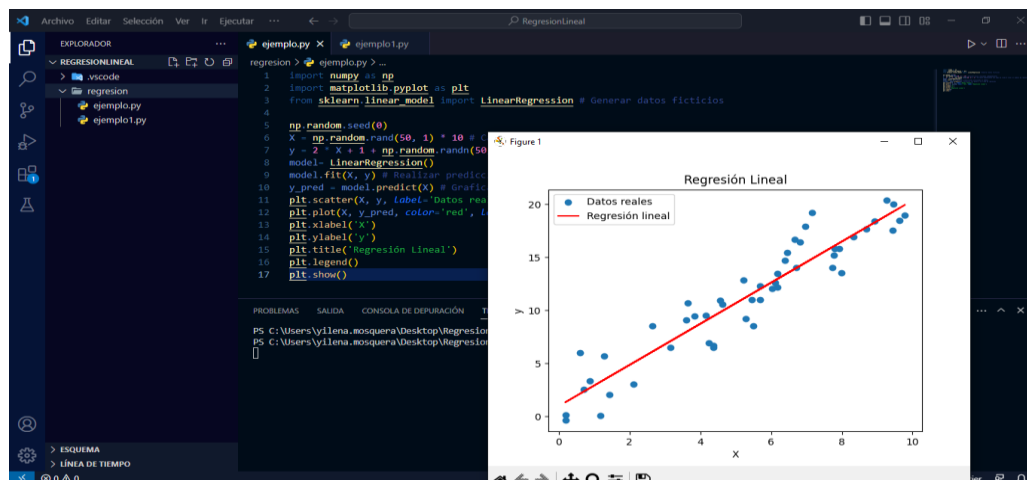 Archivo Editar Selección Ver Ir Ejecutar ··· RegresionLineal
EXPLORADOR ···
REGRESIONLINEAL
.vscode
regresion
ejemplo.py
ejemplo1.py
ESQUEMA
LÍNEA DE TIEMPO
0 0
1
ejemplo.py ejemplo1.py
regresion > ejemplo.py > ...
1 import numpy as np
2 import matplotlib.pyplot as plt
3 from sklearn.linear_model import LinearRegression # Generar datos ficticios
4
5 np.random.seed(0)
6 X = np.random.rand(50, 1) * 10 # C
7 y = 2 * X + 1 + np.random.randn(50
8 model= LinearRegression()
9 model.fit(X, y) # Realizar predicc
10 y_pred = model.predict(X) # Grafic
11 plt.scatter(X, y, label='Datos rea
12 plt.plot(X, y_pred, color='red', L
13 plt.xlabel('X')
14 plt.ylabel('y')
15 plt.title('Regresión Lineal')
16 plt.legend()
17 plt.show()
PROBLEMAS SALIDA CONSOLA DE DEPURACIÓN
PS C:\Users\yilena.mosquera\Desktop\Regresion
PS C:\Users\yilena.mosquera\Desktop\Regresion
Figure 1
Regresión Lineal
Datos reales
Regresión lineal
20
15
10
5
0
y
0 2 4 6 8 10
X